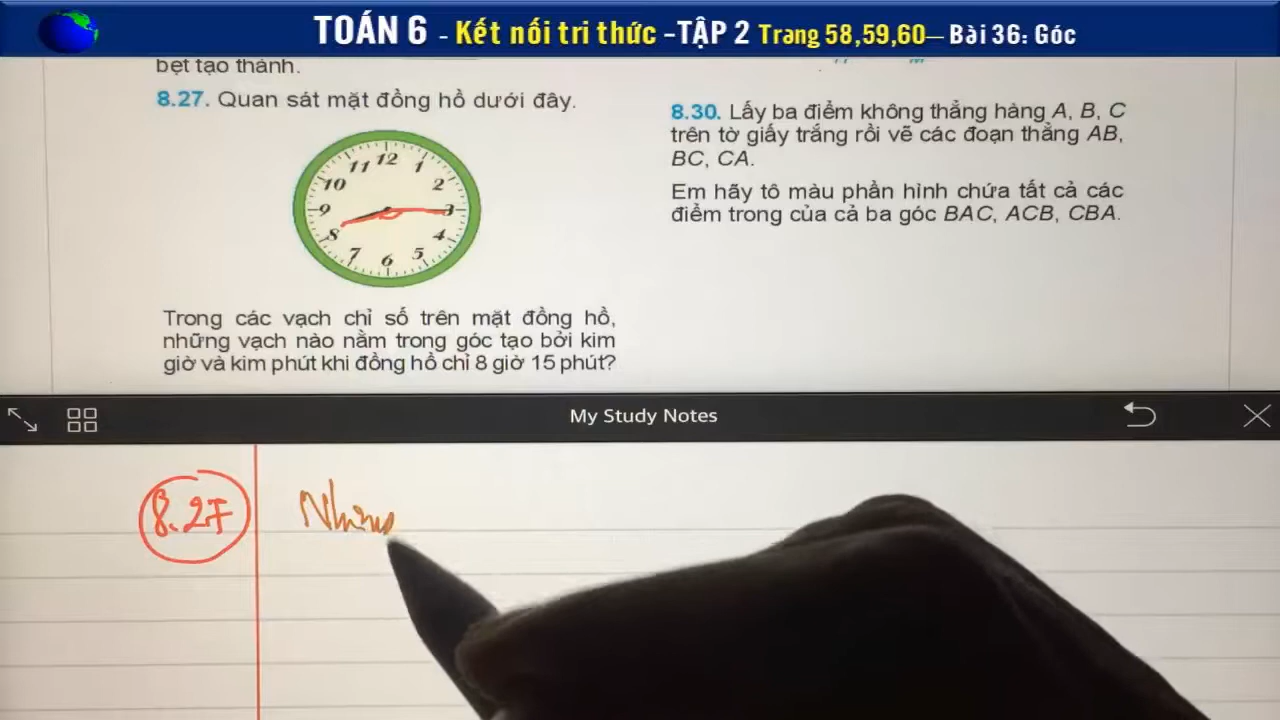 TOÁN 6 - Kết nối tri thức -TẬP 2 Trang 58,59,60— Bài 36: Góc
bẹt tạo thành.
8.27. Quan sát mặt đồng hồ dưới đây.
12
11
1
10
2
9
3
8
4
7
5
6
Trong các vạch chỉ số trên mặt đồng hồ,
những vạch nào nằm trong góc tạo bởi kim
giờ và kim phút khi đồng hồ chỉ 8 giờ 15 phút?
8.30. Lấy ba điểm không thẳng hàng A, B, C
trên tờ giấy trắng rồi vẽ các đoạn thẳng AB,
BC, CA.
Em hãy tô màu phần hình chứa tất cả các
điểm trong của cả ba góc BAC, ACB, CBA.
My Study Notes
8.27